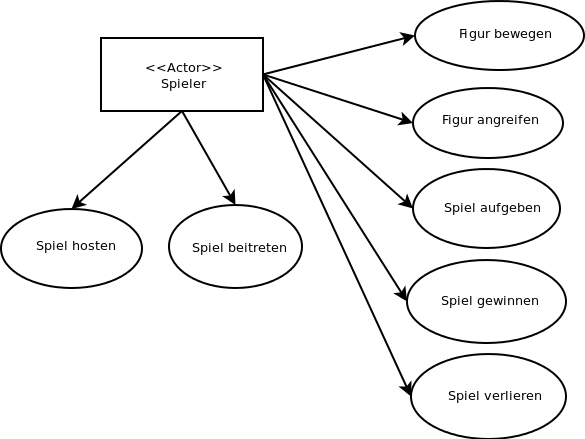 <<Actor>>
Spieler
Figur bewegen
Figur angreifen
Spiel aufgeben
Spiel hosten
Spiel beitreten
Spiel gewinnen
Spiel verlieren